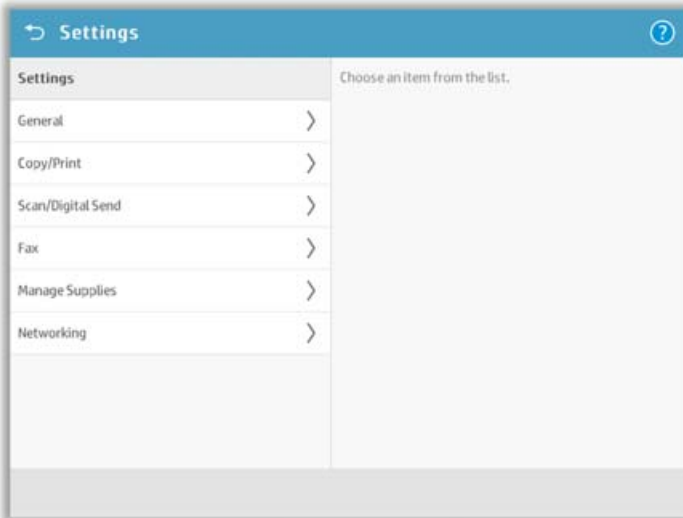 Settings
?
Settings
Choose an item from the list.
General
Copy/Print
Scan/Digital Send
Fax
Manage Supplies
Networking